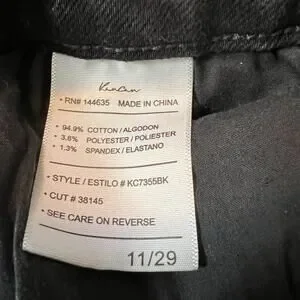 KanCan
• RN# 144635 MADE IN CHINA
• 94.9% COTTON / ALGODON
• 3.8% POLYESTER / POLIESTER
• 1.3% SPANDEX / ELASTANO
• STYLE / ESTILO # KC7355BK
• CUT # 38145
• SEE CARE ON REVERSE
11/29